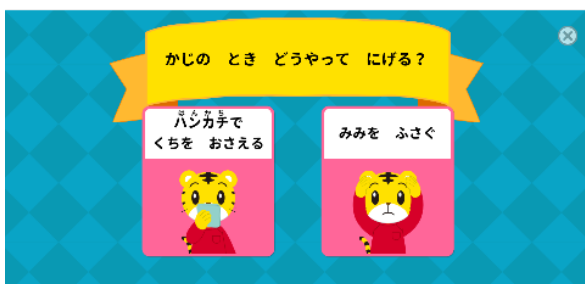 かじの　とき　どうやって　にげる？
ハンカチで
くちを　おさえる
みみを　ふさぐ